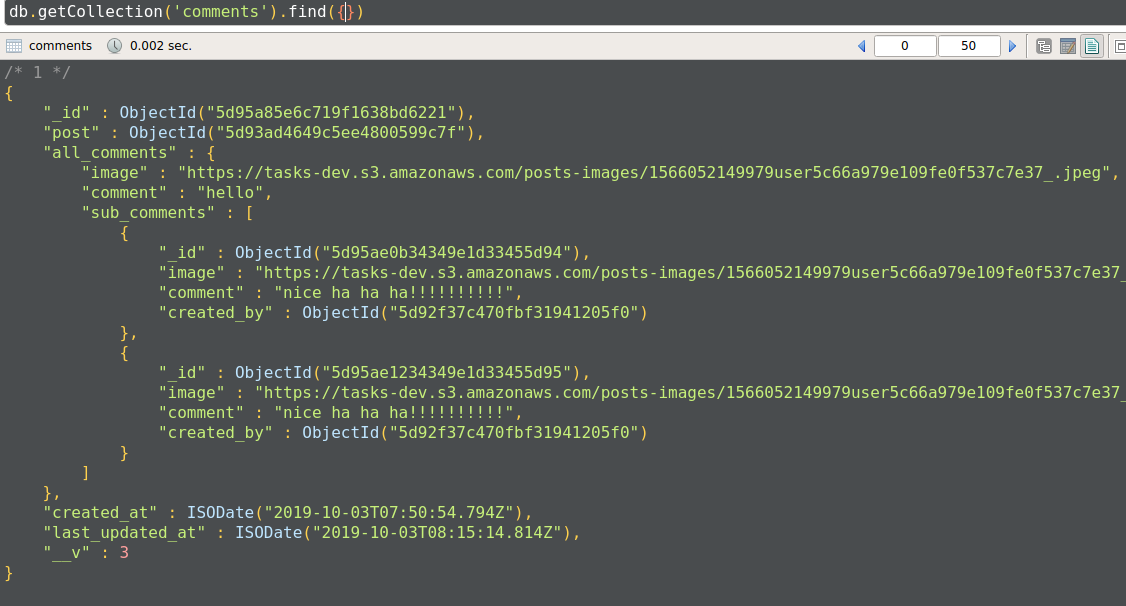 db.getCollection('comments').find({})
comments 0.002 sec. 0 50
/* 1 */
{
    "_id" : ObjectId("5d95a85e6c719f1638bd6221"),
    "post" : ObjectId("5d93ad4649c5ee4800599c7f"),
    "all_comments" : {
        "image" : "https://tasks-dev.s3.amazonaws.com/posts-images/1566052149979user5c66a979e109fe0f537c7e37_.jpeg",
        "comment" : "hello",
        "sub_comments" : [
            {
                "_id" : ObjectId("5d95ae0b34349e1d33455d94"),
                "image" : "https://tasks-dev.s3.amazonaws.com/posts-images/1566052149979user5c66a979e109fe0f537c7e37_
                "comment" : "nice ha ha ha!!!!!!!!!!",
                "created_by" : ObjectId("5d92f37c470fbf31941205f0")
            },
            {
                "_id" : ObjectId("5d95ae1234349e1d33455d95"),
                "image" : "https://tasks-dev.s3.amazonaws.com/posts-images/1566052149979user5c66a979e109fe0f537c7e37_
                "comment" : "nice ha ha ha!!!!!!!!!!",
                "created_by" : ObjectId("5d92f37c470fbf31941205f0")
            }
        ]
    },
    "created_at" : ISODate("2019-10-03T07:50:54.794Z"),
    "last_updated_at" : ISODate("2019-10-03T08:15:14.814Z"),
    "__v" : 3
}